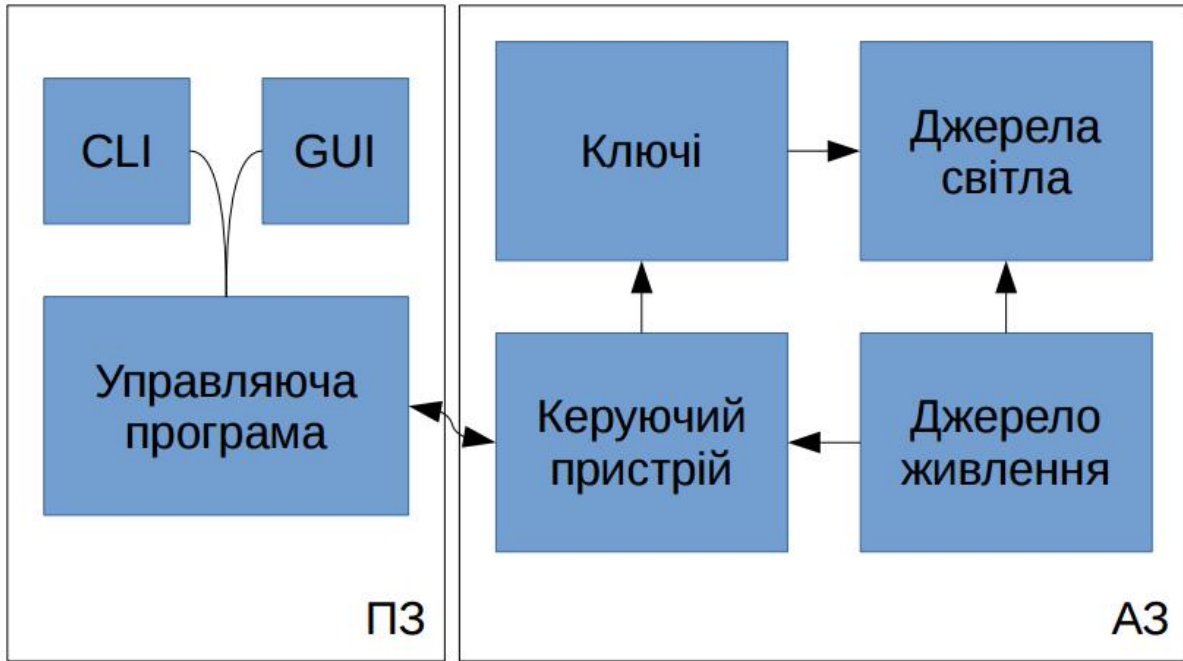 CLI
GUI
Управляюча
програма
ПЗ
Ключі
Джерела
світла
Керуючий
пристрій
Джерело
живлення
АЗ